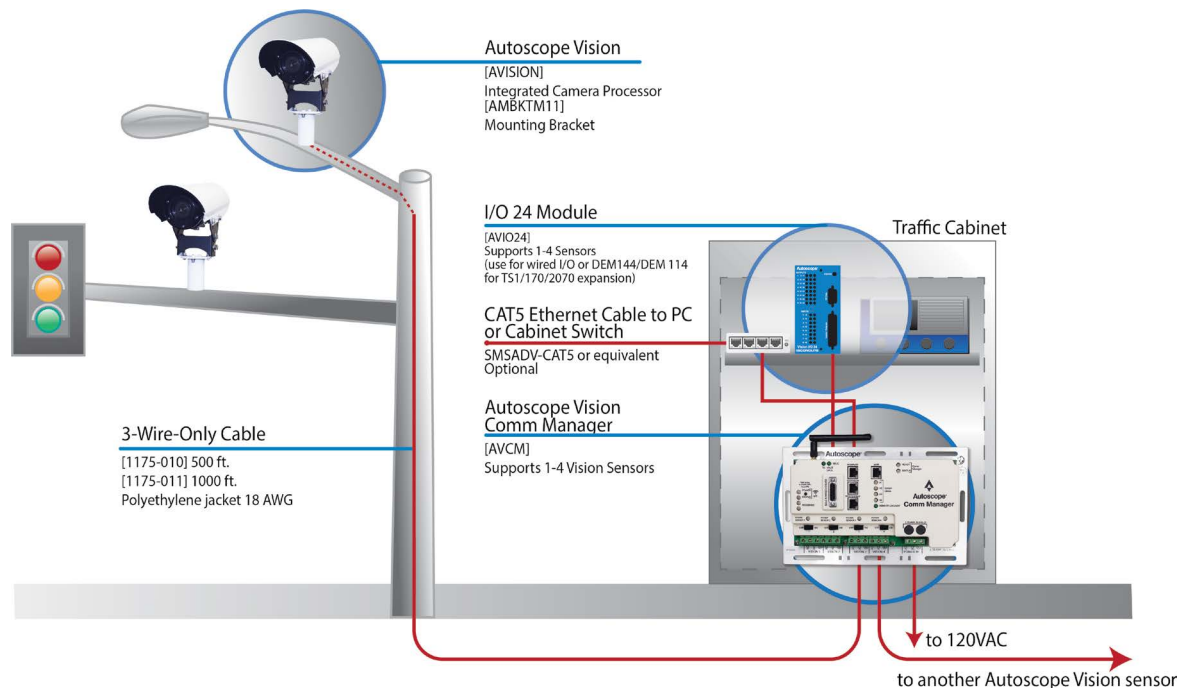 Autoscope Vision
[AVISION]
Integrated Camera Processor
[AMBKTM11]
Mounting Bracket
I/O 24 Module
[AVIO24]
Supports 1-4 Sensors
(use for wired I/O or DEM144/DEM 114
for TS1/170/2070 expansion)
Traffic Cabinet
Autoscope
CAT5 Ethernet Cable to PC
or Cabinet Switch
SMSADV-CAT5 or equivalent
Optional
Autoscope Vision
Comm Manager
[AVCM]
Supports 1-4 Vision Sensors
Autoscope
Autoscope
Comm Manager
3-Wire-Only Cable
[1175-010] 500 ft.
[1175-011] 1000 ft.
Polyethylene jacket 18 AWG
to 120VAC
to another Autoscope Vision sensor